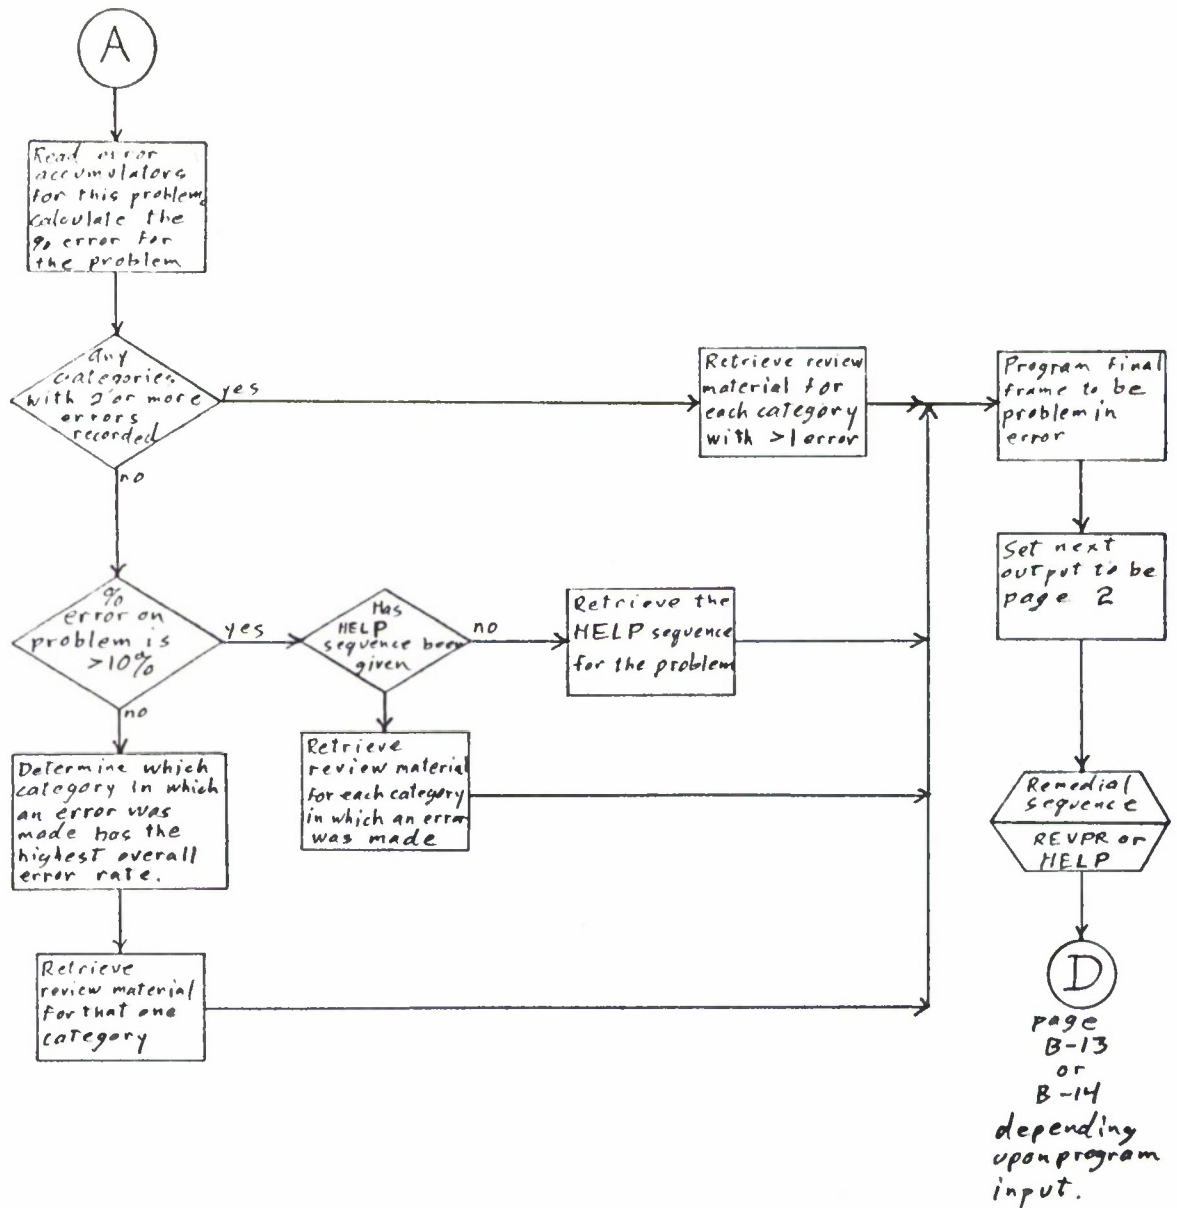 A
Read error
accumulators
for this problem,
calculate the
% error for
the problem
any
categories
with 2 or more
errors
recorded
yes
no
Retrieve review
material for
each category
with >1 error
Program final
frame to be
problem in
error
Set next
output to be
page 2
%
error on
problem is
>10%
yes
no
Has
HELP
sequence been
given
no
Retrieve the
HELP sequence
for the problem
Retrieve
review material
for each category
in which an error
was made
Determine which
category in which
an error was
made has the
highest overall
error rate.
Retrieve
review material
for that one
category
Remedial
sequence
REVPR or
HELP
D
page
B-13
or
B-14
depending
upon program
input.